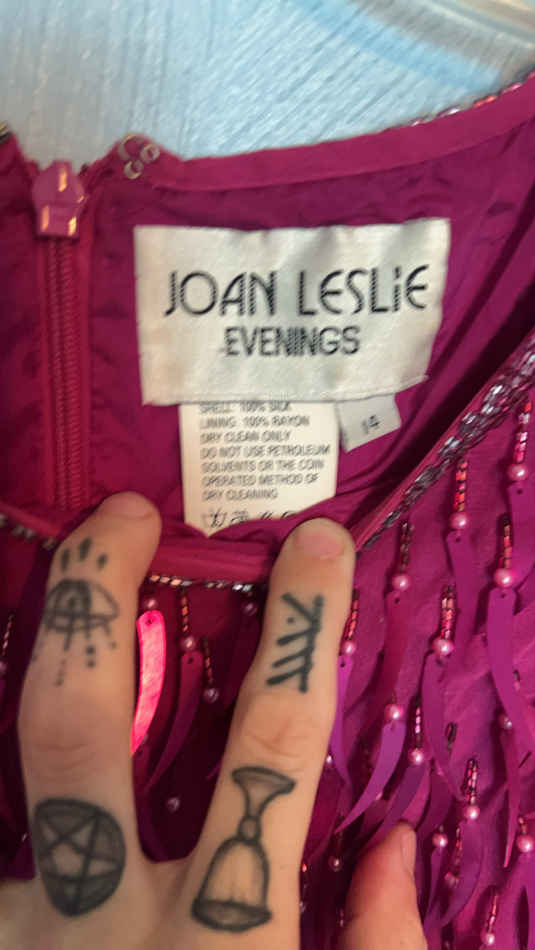 JOAN LESLIE
EVENINGS
SHELL: 100% SILK
LINING: 100% RAYON
DRY CLEAN ONLY
DO NOT USE PETROLEUM
SOLVENTS OR THE COIN
OPERATED METHOD OF
DRY CLEANING
14